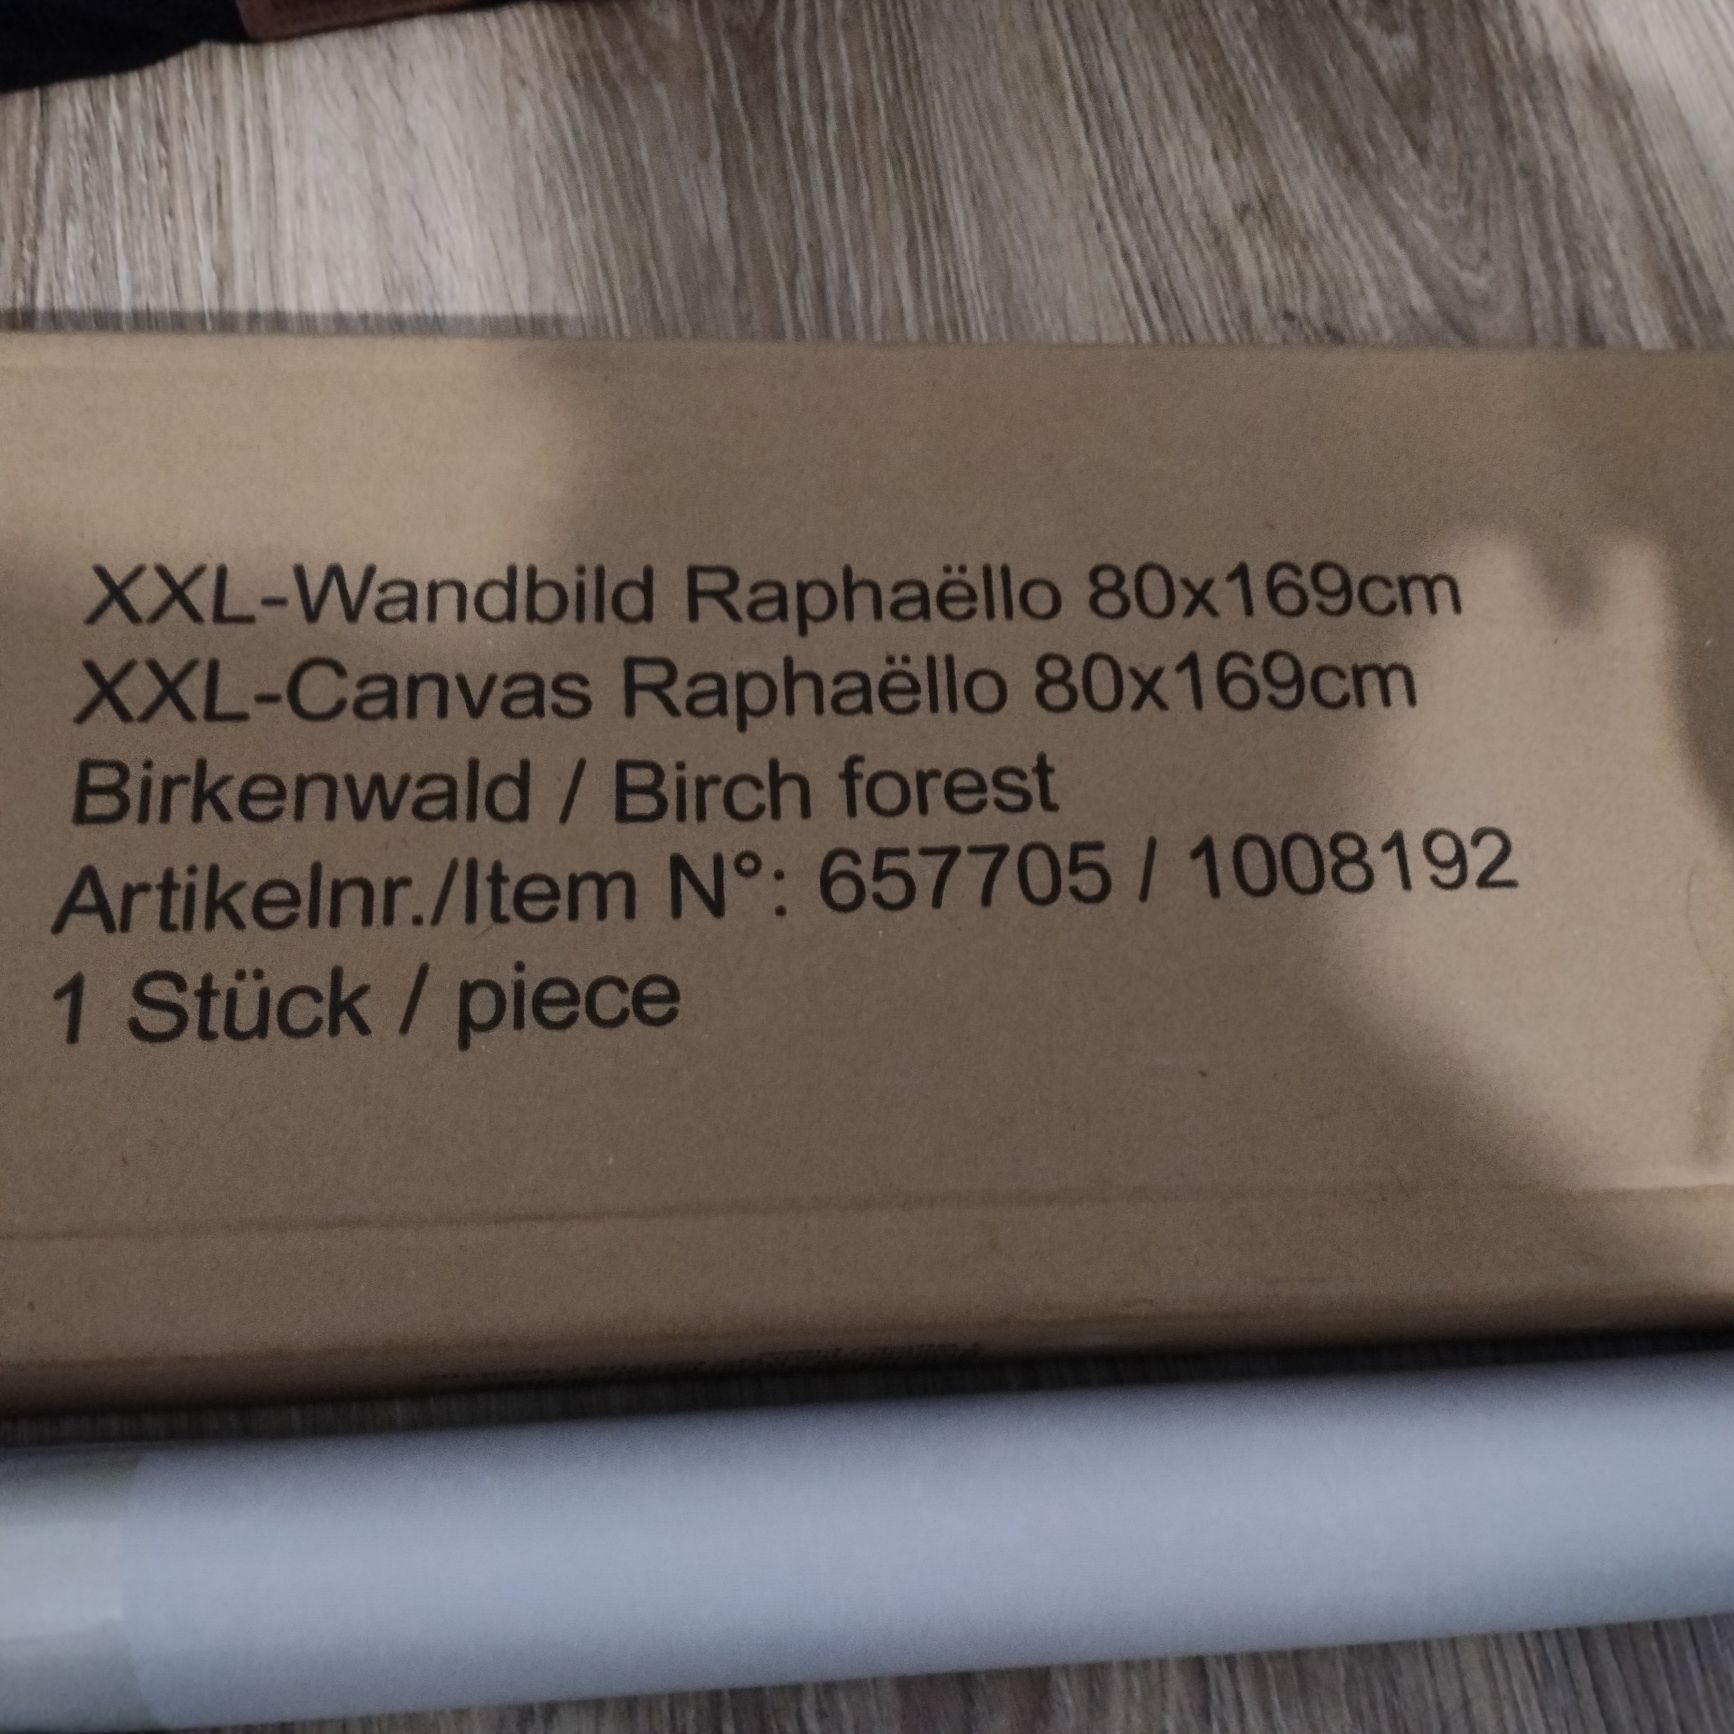 XXL-Wandbild Raphaëllo 80x169cm
XXL-Canvas Raphaëllo 80x169cm
Birkenwald / Birch forest
Artikelnr./Item N°: 657705 / 1008192
1 Stück / piece